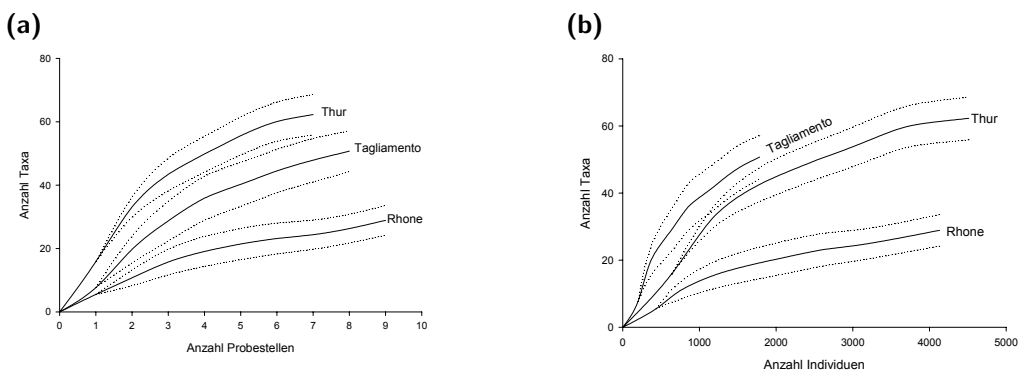 (a)
80
60
40
20
0
Anzahl Taxa
Thur
Tagliamento
Rhone
0 1 2 3 4 5 6 7 8 9 10
Anzahl Probestellen
(b)
80
60
40
20
0
Anzahl Taxa
Tagliamento
Thur
Rhone
0 1000 2000 3000 4000 5000
Anzahl Individuen